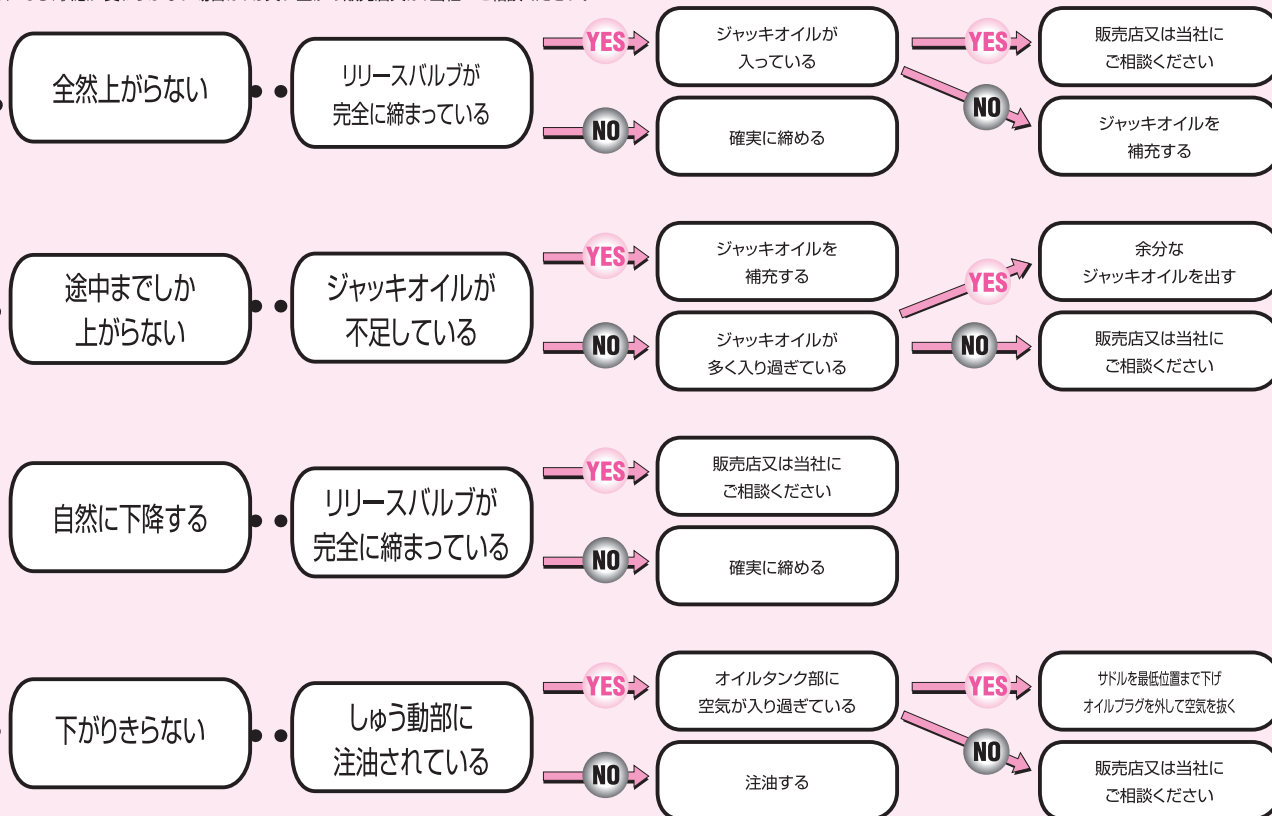 全然上がらない
リリースバルブが
完全に締まっている
YES
ジャッキオイルが
入っている
YES
販売店又は当社に
ご相談ください
NO
ジャッキオイルを
補充する
NO
確実に締める
途中までしか
上がらない
ジャッキオイルが
不足している
YES
ジャッキオイルを
補充する
NO
ジャッキオイルが
多く入り過ぎている
YES
余分な
ジャッキオイルを出す
NO
販売店又は当社に
ご相談ください
自然に下降する
リリースバルブが
完全に締まっている
YES
販売店又は当社に
ご相談ください
NO
確実に締める
下がりきらない
しゅう動部に
注油されている
YES
オイルタンク部に
空気が入り過ぎている
YES
サドルを最低位置まで下げ
オイルプラグを外して空気を抜く
NO
販売店又は当社に
ご相談ください
NO
注油する